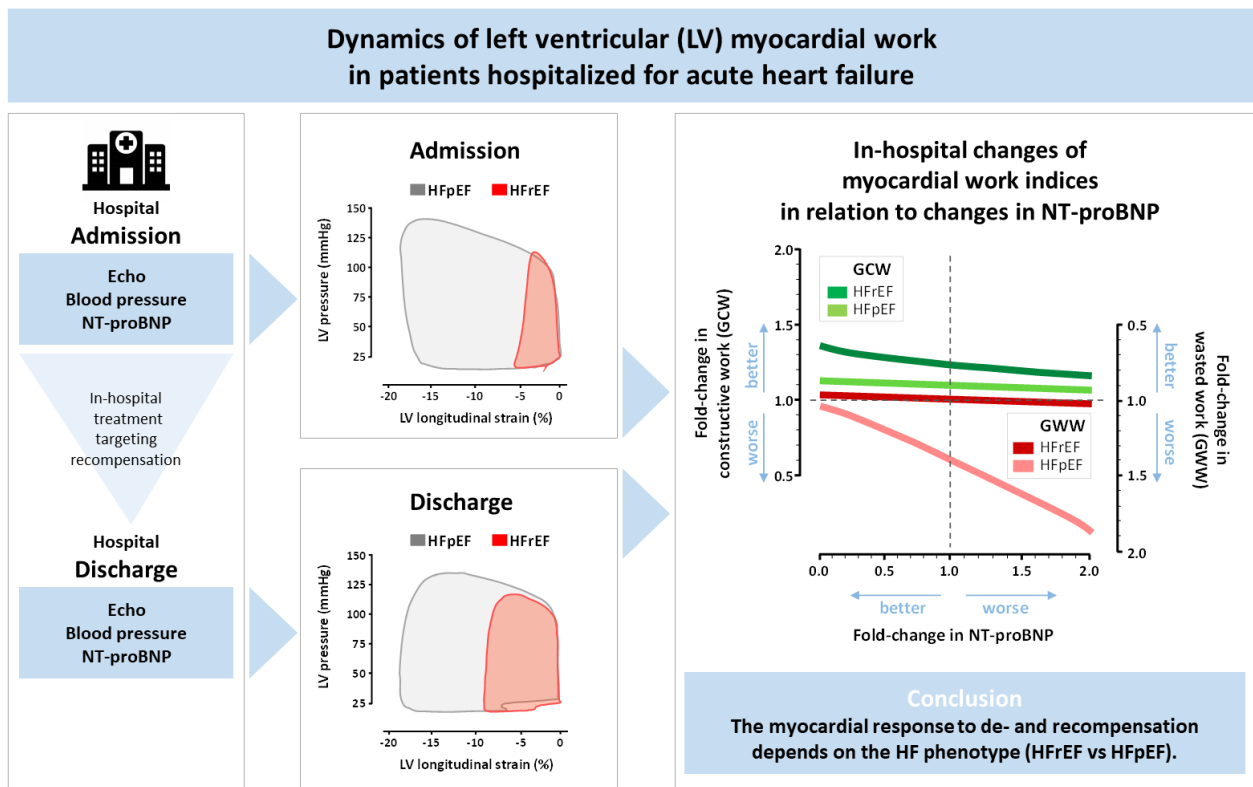 Dynamics of left ventricular (LV) myocardial work
in patients hospitalized for acute heart failure
Hospital
Admission
Echo
Blood pressure
NT-proBNP
In-hospital
treatment
targeting
recompensation
Hospital
Discharge
Echo
Blood pressure
NT-proBNP
Admission
HFpEF HFrEF
LV pressure (mmHg)
150
125
100
75
50
25
-20 -15 -10 -5 0
LV longitudinal strain (%)
Discharge
HFpEF HFrEF
LV pressure (mmHg)
150
125
100
75
50
25
-20 -15 -10 -5 0
LV longitudinal strain (%)
In-hospital changes of
myocardial work indices
in relation to changes in NT-proBNP
Fold-change in
constructive work (GCW)
better
worse
2.0
1.5
1.0
0.5
GCW
HFrEF
HFpEF
GWW
HFrEF
HFpEF
0.5
1.0
1.5
2.0
better
worse
Fold-change in
wasted work (GWW)
0.0 0.5 1.0 1.5 2.0
better worse
Fold-change in NT-proBNP
Conclusion
The myocardial response to de- and recompensation
depends on the HF phenotype (HFrEF vs HFpEF).